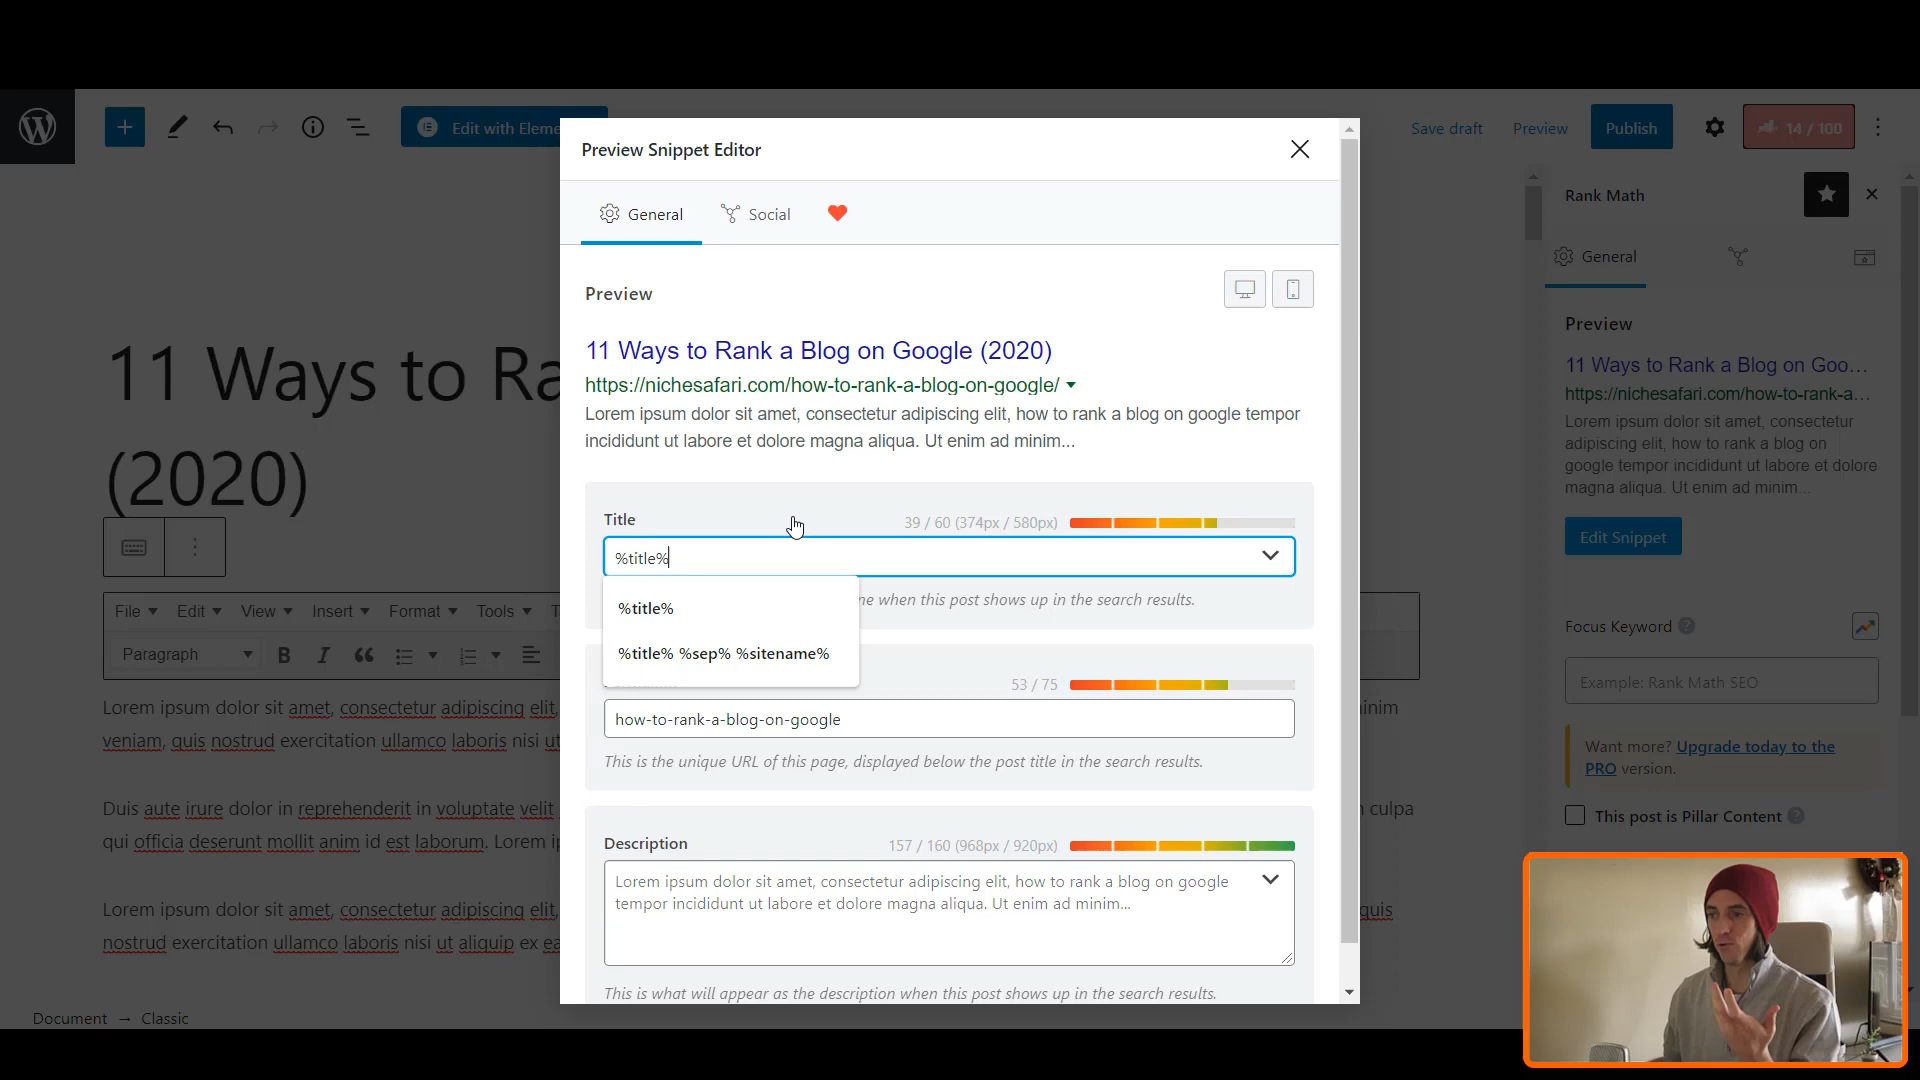 Edit with Eleme
Save draft
Preview
Publish
14 / 100
11 Ways to Ra
(2020)
File
Edit
View
Insert
Format
Tools
T
Paragraph
B
I
Lorem ipsum dolor sit amet, consectetur adipiscing elit,
inim
veniam, quis nostrud exercitation ullamco laboris nisi ut
Duis aute irure dolor in reprehenderit in voluptate velit
culpa
qui officia deserunt mollit anim id est laborum. Lorem ip
Lorem ipsum dolor sit amet, consectetur adipiscing elit,
quis
nostrud exercitation ullamco laboris nisi ut aliquip ex ea
Document → Classic
Preview Snippet Editor
General
Social
Preview
11 Ways to Rank a Blog on Google (2020)
https://nichesafari.com/how-to-rank-a-blog-on-google/
Lorem ipsum dolor sit amet, consectetur adipiscing elit, how to rank a blog on google tempor
incididunt ut labore et dolore magna aliqua. Ut enim ad minim...
Title
39 / 60 (374px / 580px)
%title%
%title%
%title% %sep% %sitename%
ne when this post shows up in the search results.
53 / 75
how-to-rank-a-blog-on-google
This is the unique URL of this page, displayed below the post title in the search results.
Description
157 / 160 (968px / 920px)
Lorem ipsum dolor sit amet, consectetur adipiscing elit, how to rank a blog on google
tempor incididunt ut labore et dolore magna aliqua. Ut enim ad minim...
This is what will appear as the description when this post shows up in the search results.
Rank Math
General
Preview
11 Ways to Rank a Blog on Goo...
https://nichesafari.com/how-to-rank-a...
Lorem ipsum dolor sit amet, consectetur
adipiscing elit, how to rank a blog on
google tempor incididunt ut labore et dolore
magna aliqua. Ut enim ad minim...
Edit Snippet
Focus Keyword
Example: Rank Math SEO
Want more? Upgrade today to the
PRO version.
This post is Pillar Content